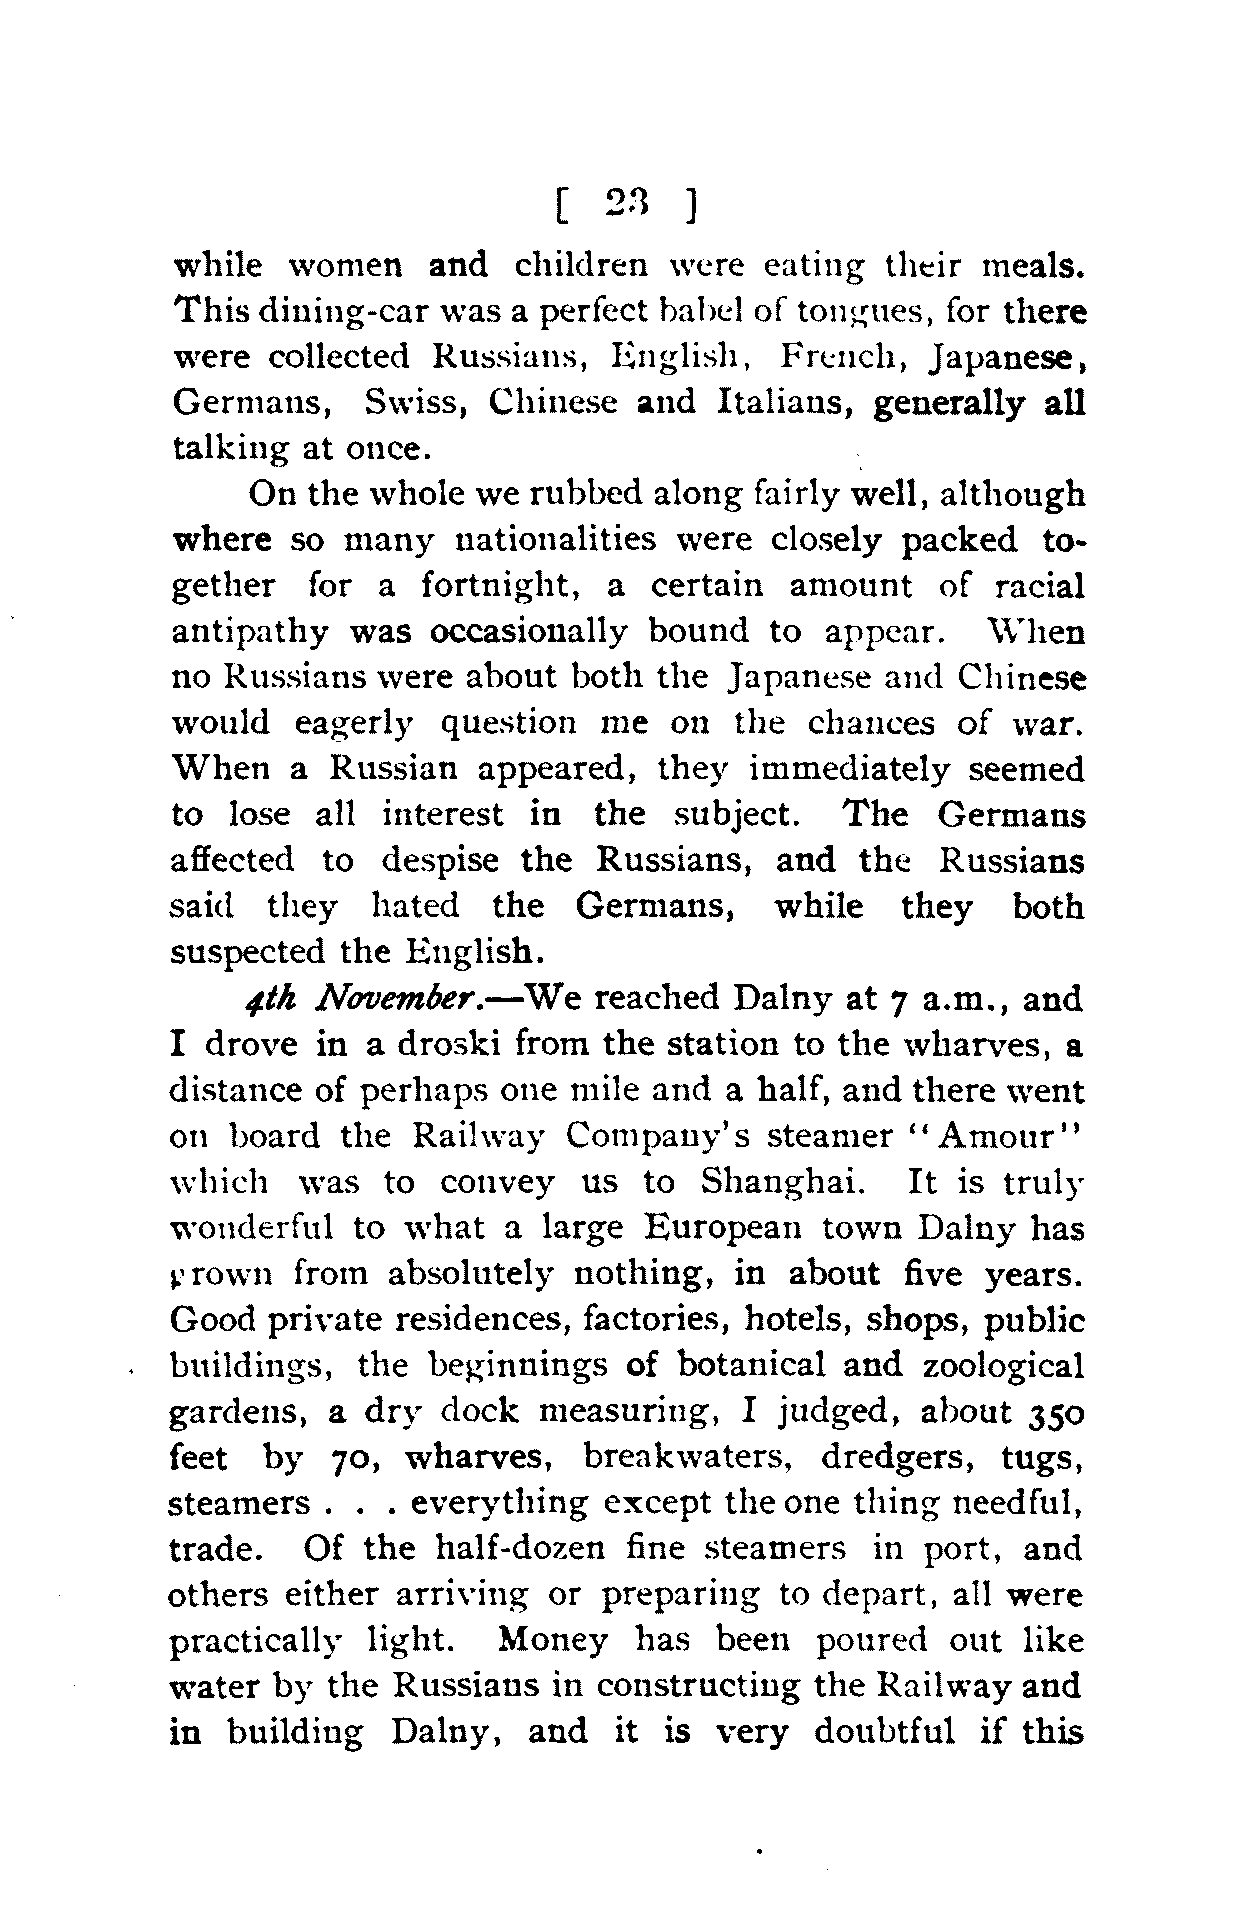 [ 23 ]
while women and children were eating their meals.
This dining-car was a perfect babel of tongues, for there
were collected Russians, English, French, Japanese,
Germans, Swiss, Chinese and Italians, generally all
talking at once.
On the whole we rubbed along fairly well, although
where so many nationalities were closely packed to-
gether for a fortnight, a certain amount of racial
antipathy was occasionally bound to appear. When
no Russians were about both the Japanese and Chinese
would eagerly question me on the chances of war.
When a Russian appeared, they immediately seemed
to lose all interest in the subject. The Germans
affected to despise the Russians, and the Russians
said they hated the Germans, while they both
suspected the English.
4th November.—We reached Dalny at 7 a.m., and
I drove in a droski from the station to the wharves, a
distance of perhaps one mile and a half, and there went
on board the Railway Company's steamer "Amour"
which was to convey us to Shanghai. It is truly
wonderful to what a large European town Dalny has
grown from absolutely nothing, in about five years.
Good private residences, factories, hotels, shops, public
buildings, the beginnings of botanical and zoological
gardens, a dry dock measuring, I judged, about 350
feet by 70, wharves, breakwaters, dredgers, tugs,
steamers . . . everything except the one thing needful,
trade. Of the half-dozen fine steamers in port, and
others either arriving or preparing to depart, all were
practically light. Money has been poured out like
water by the Russians in constructing the Railway and
in building Dalny, and it is very doubtful if this